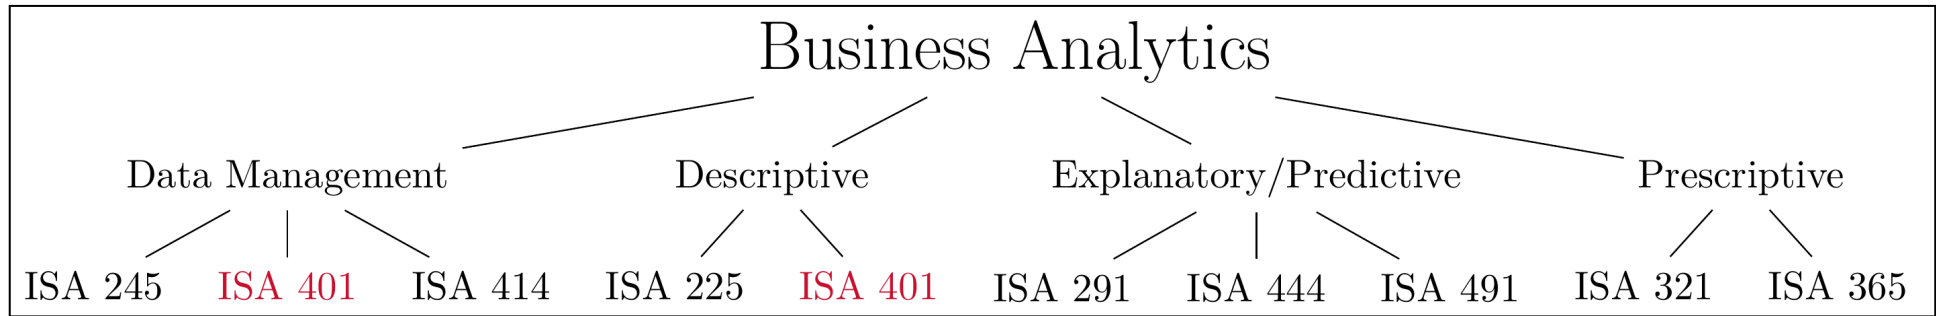 Business Analytics
Data Management Descriptive Explanatory/Predictive Prescriptive
ISA 245 ISA 401 ISA 414 ISA 225 ISA 401 ISA 291 ISA 444 ISA 491 ISA 321 ISA 365